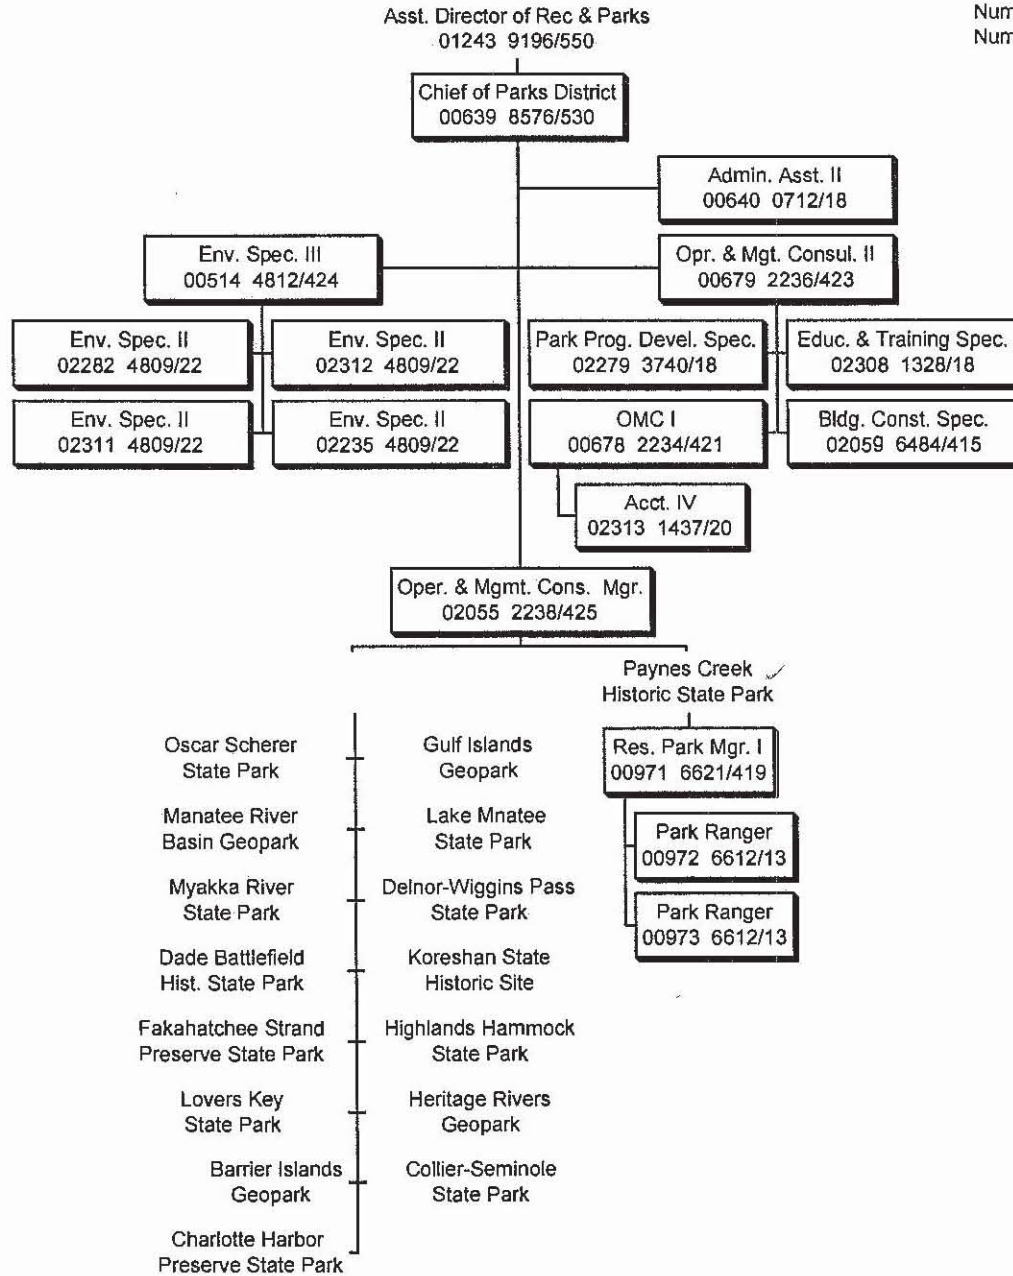 Asst. Director of Rec & Parks
01243 9196/550
Num
Num
Chief of Parks District
00639 8576/530
Admin. Asst. II
00640 0712/18
Env. Spec. III
00514 4812/424
Opr. & Mgt. Consul. II
00679 2236/423
Env. Spec. II
02282 4809/22
Env. Spec. II
02312 4809/22
Park Prog. Devel. Spec.
02279 3740/18
Educ. & Training Spec.
02308 1328/18
Env. Spec. II
02311 4809/22
Env. Spec. II
02235 4809/22
OMC I
00678 2234/421
Bldg. Const. Spec.
02059 6484/415
Acct. IV
02313 1437/20
Oper. & Mgmt. Cons. Mgr.
02055 2238/425
Paynes Creek
Historic State Park
Res. Park Mgr. I
00971 6621/419
Park Ranger
00972 6612/13
Park Ranger
00973 6612/13
Oscar Scherer
State Park
Gulf Islands
Geopark
Manatee River
Basin Geopark
Lake Mnatee
State Park
Myakka River
State Park
Delnor-Wiggins Pass
State Park
Dade Battlefield
Hist. State Park
Koreshan State
Historic Site
Fakahatchee Strand
Preserve State Park
Highlands Hammock
State Park
Lovers Key
State Park
Heritage Rivers
Geopark
Barrier Islands
Geopark
Collier-Seminole
State Park
Charlotte Harbor
Preserve State Park